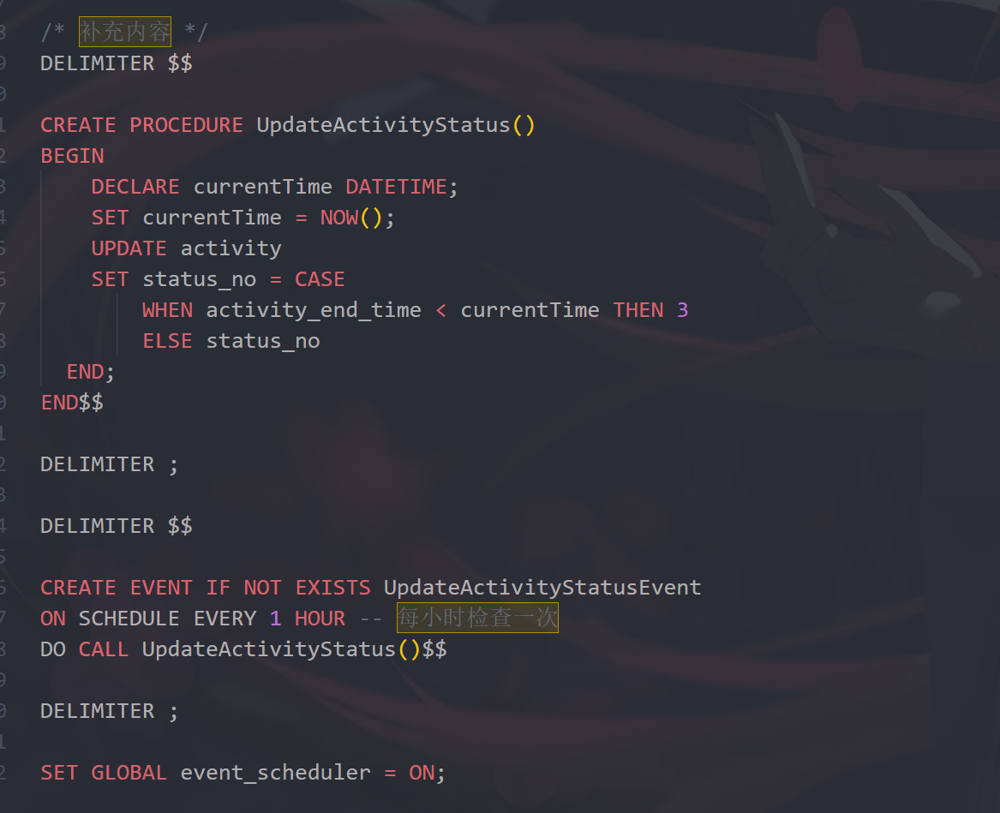 /* 补充内容 */
DELIMITER $$
CREATE PROCEDURE UpdateActivityStatus()
BEGIN
DECLARE currentTime DATETIME;
SET currentTime = NOW();
UPDATE activity
SET status_no = CASE
WHEN activity_end_time < currentTime THEN 3
ELSE status_no
END;
END$$
DELIMITER ;
DELIMITER $$
CREATE EVENT IF NOT EXISTS UpdateActivityStatusEvent
ON SCHEDULE EVERY 1 HOUR -- 每小时检查一次
DO CALL UpdateActivityStatus()$$
DELIMITER ;
SET GLOBAL event_scheduler = ON;